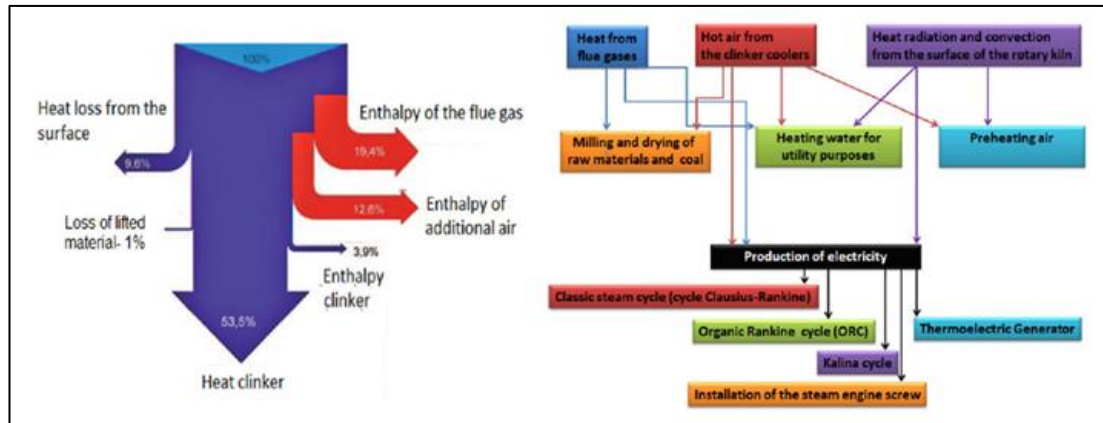 100%
Heat loss from the
surface
9,6%
Enthalpy of the flue gas
19,4%
12,6%
Enthalpy of
additional air
Loss of lifted
material- 1%
3,9%
Enthalpy
clinker
53,5%
Heat clinker
Heat from
flue gases
Hot air from
the clinker coolers
Heat radiation and convection
from the surface of the rotary kiln
Milling and drying of
raw materials and coal
Heating water for
utility purposes
Preheating air
Production of electricity
Classic steam cycle (cycle Clausius-Rankine)
Organic Rankine cycle (ORC)
Thermoelectric Generator
Kalina cycle
Installation of the steam engine screw